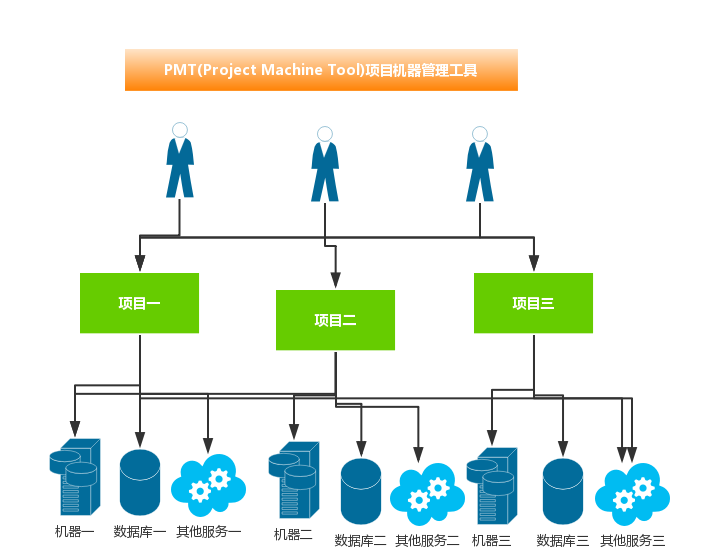 PMT(Project Machine Tool)项目机器管理工具
项目一
项目二
项目三
机器一
数据库一
其他服务一
机器二
数据库二
其他服务二
机器三
数据库三
其他服务三